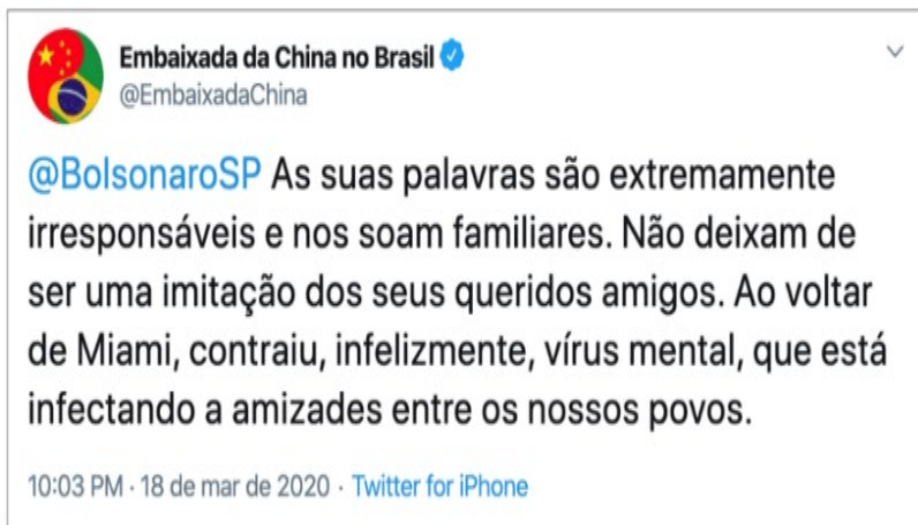 Embaixada da China no Brasil
@EmbaixadaChina
@BolsonaroSP As suas palavras são extremamente
irresponsáveis e nos soam familiares. Não deixam de
ser uma imitação dos seus queridos amigos. Ao voltar
de Miami, contraiu, infelizmente, vírus mental, que está
infectando a amizades entre os nossos povos.
10:03 PM · 18 de mar de 2020 · Twitter for iPhone